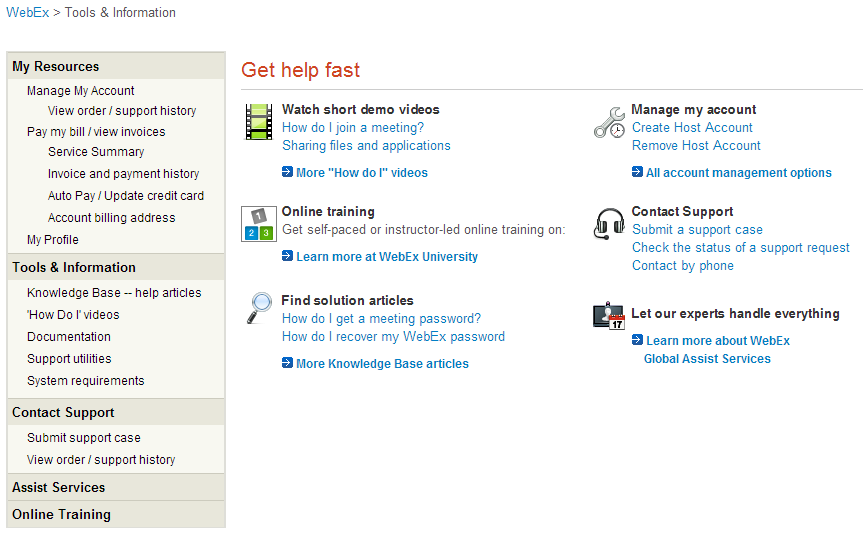 WebEx > Tools & Information
My Resources
Manage My Account
View order / support history
Pay my bill / view invoices
Service Summary
Invoice and payment history
Auto Pay / Update credit card
Account billing address
My Profile
Tools & Information
Knowledge Base -- help articles
'How Do I' videos
Documentation
Support utilities
System requirements
Contact Support
Submit support case
View order / support history
Assist Services
Online Training
Get help fast
Watch short demo videos
How do I join a meeting?
Sharing files and applications
More "How do I" videos
1
2 3
Online training
Get self-paced or instructor-led online training on:
Learn more at WebEx University
Find solution articles
How do I get a meeting password?
How do I recover my WebEx password
More Knowledge Base articles
Manage my account
Create Host Account
Remove Host Account
All account management options
Contact Support
Submit a support case
Check the status of a support request
Contact by phone
17
Let our experts handle everything
Learn more about WebEx
Global Assist Services